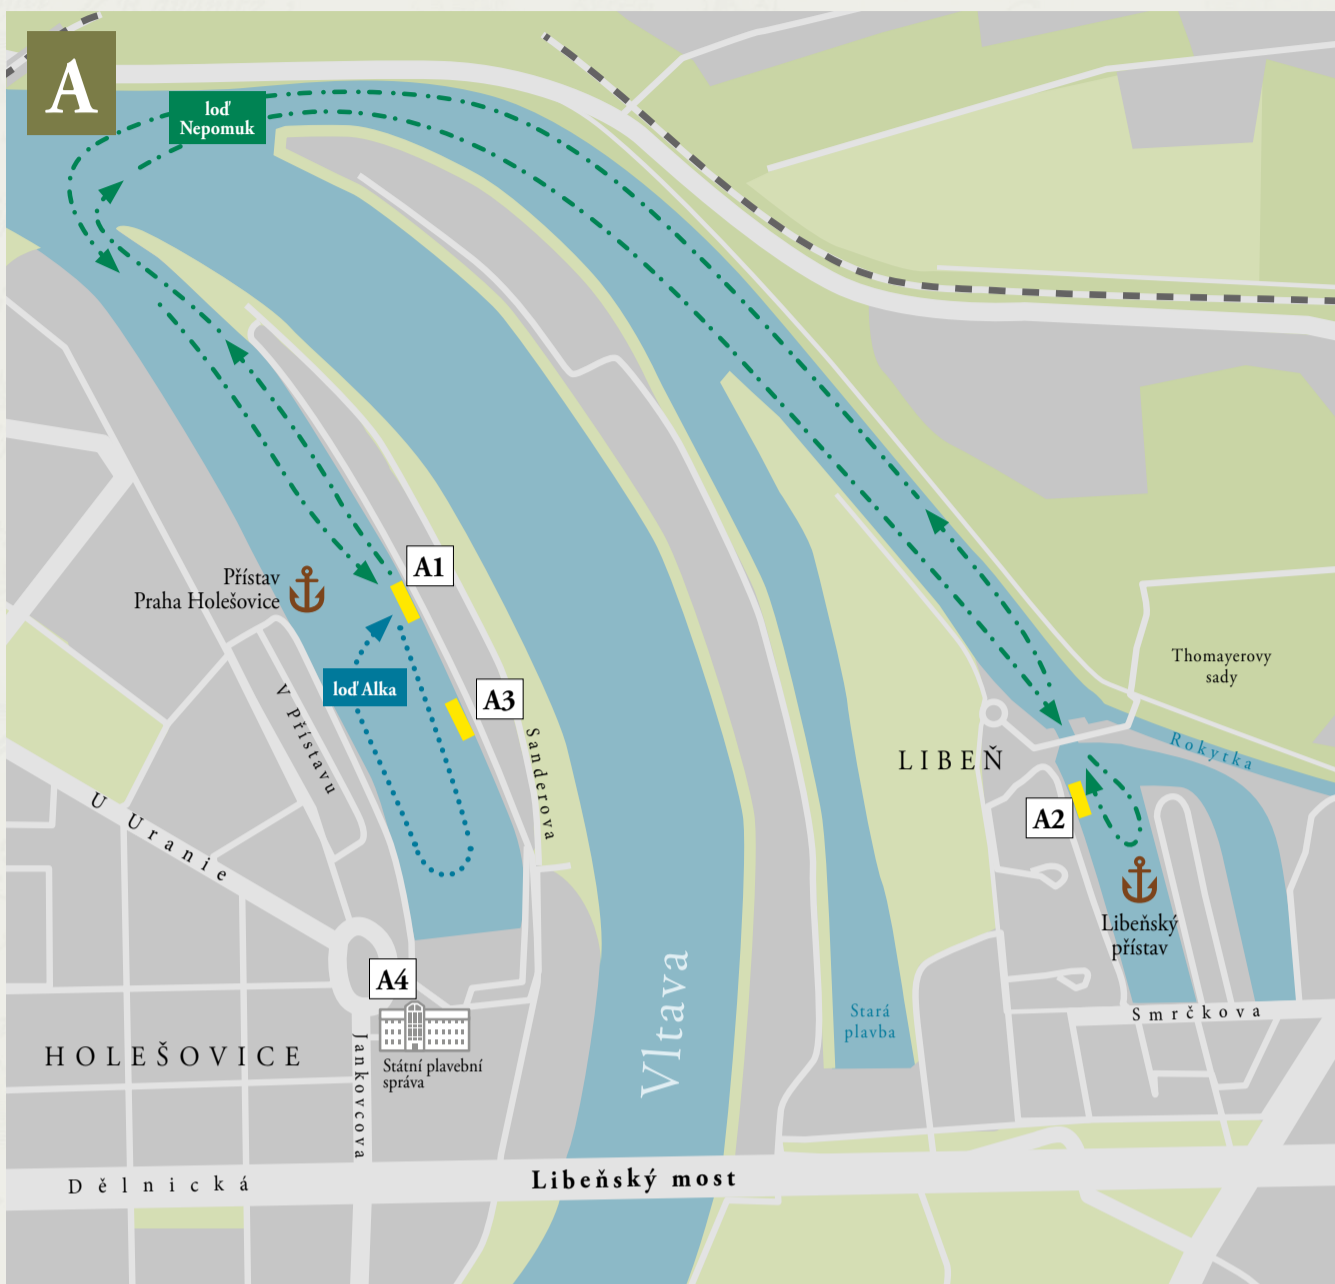 A
loď
Nepomuk
A1
Přístav
Praha Holešovice
loď Alka
A3
V Přístavu
Sanderova
Thomayerovy
sady
Rokytka
LIBEŇ
A2
U Uranie
Libeňský
přístav
A4
Vltava
Stará
plavba
Smrčkova
HOLEŠOVICE
Jankovcova
Státní plavební
správa
Dělnická
Libeňský most